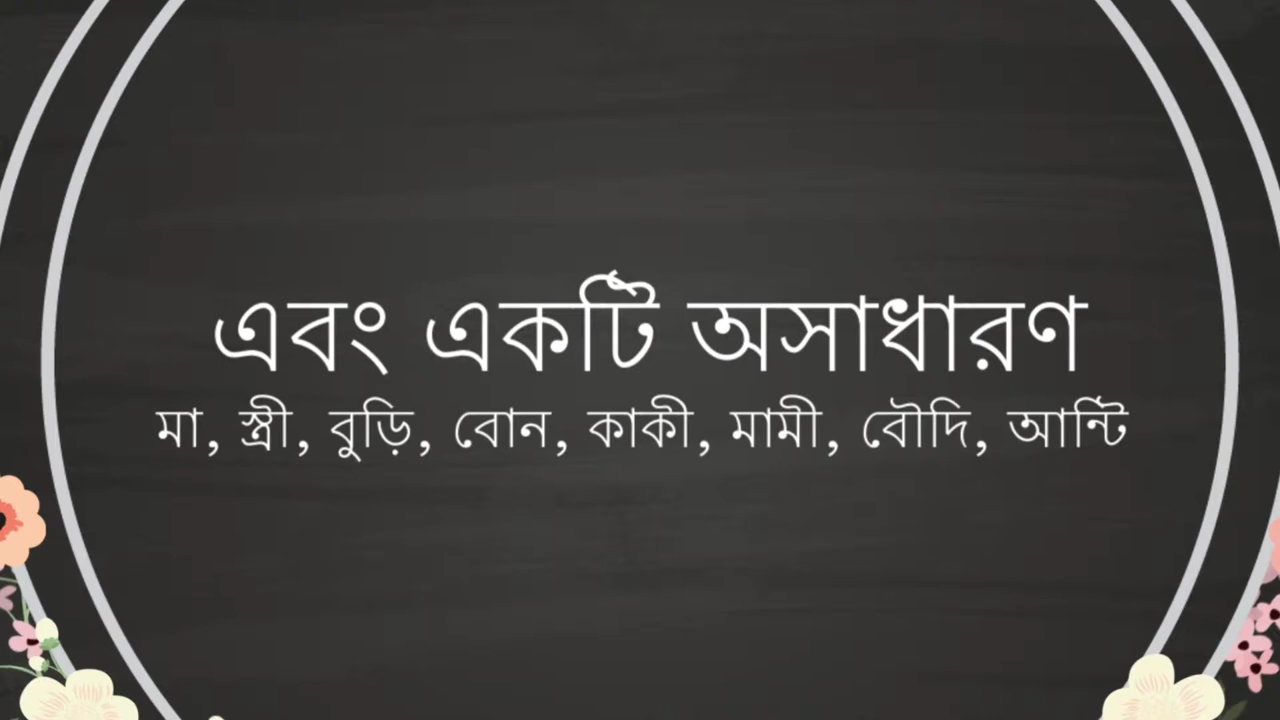 এবং একটি অসাধারণ
মা, স্ত্রী, বুড়ি, বোন, কাকী, মামী, বৌদি, আন্টি